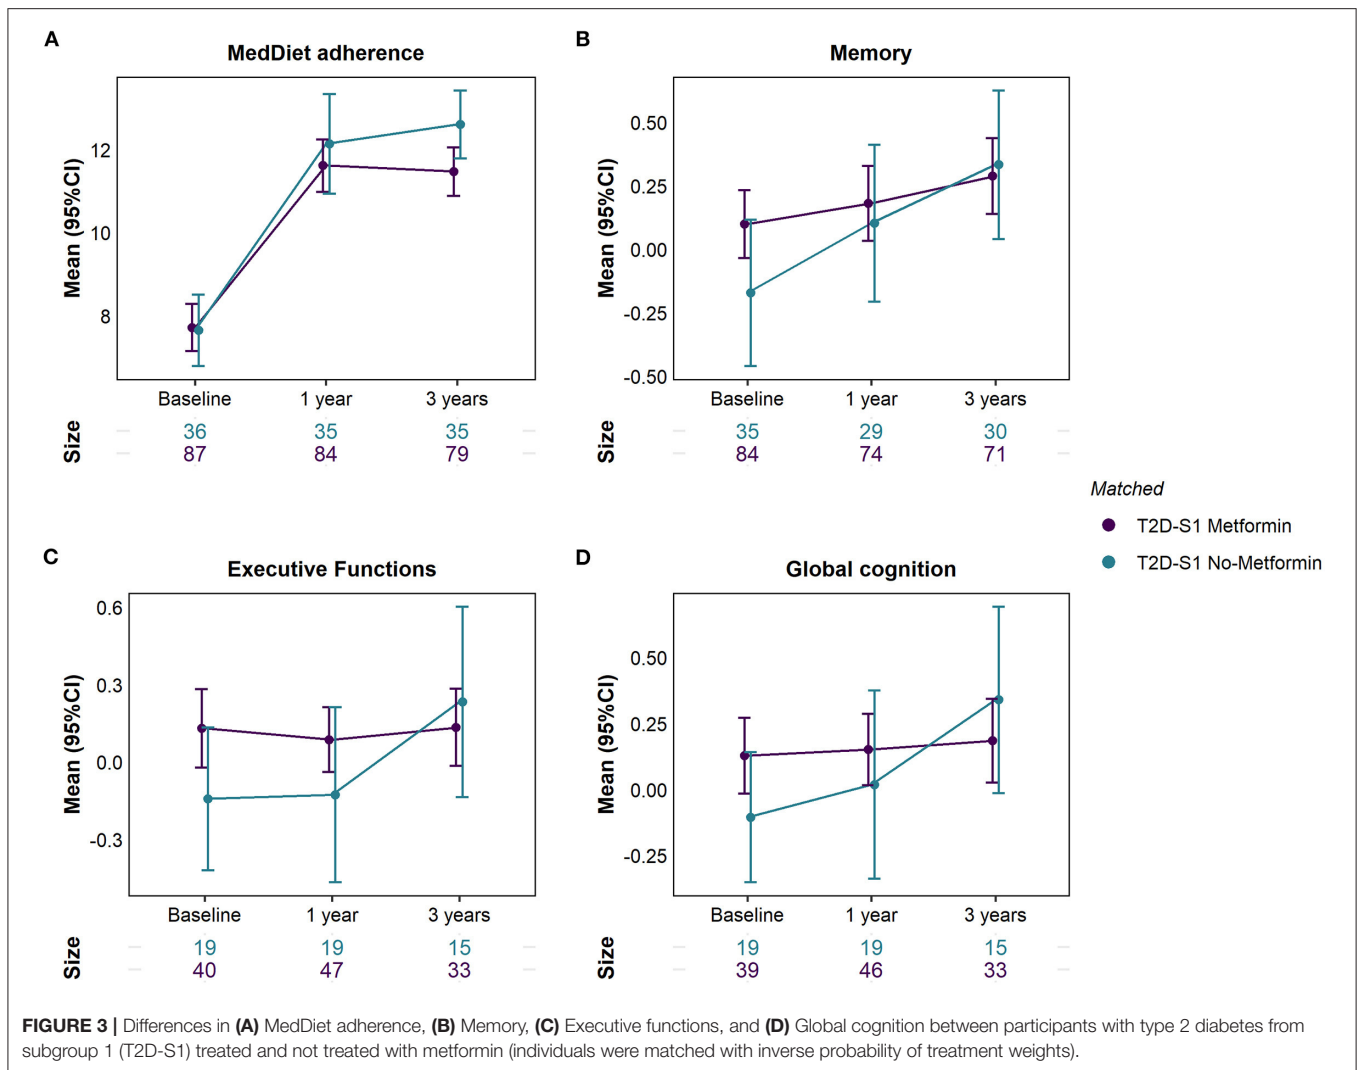 A
MedDiet adherence
Mean (95%CI)
12
10
8
Baseline 1 year 3 years
Size
36 35 35
87 84 79
B
Memory
Mean (95%CI)
0.50
0.25
0.00
-0.25
-0.50
Baseline 1 year 3 years
Size
35 29 30
84 74 71
Matched
T2D-S1 Metformin
T2D-S1 No-Metformin
C
Executive Functions
Mean (95%CI)
0.6
0.3
0.0
-0.3
Baseline 1 year 3 years
Size
19 19 15
40 47 33
D
Global cognition
Mean (95%CI)
0.50
0.25
0.00
-0.25
Baseline 1 year 3 years
Size
19 19 15
39 46 33
FIGURE 3 | Differences in (A) MedDiet adherence, (B) Memory, (C) Executive functions, and (D) Global cognition between participants with type 2 diabetes from
subgroup 1 (T2D-S1) treated and not treated with metformin (individuals were matched with inverse probability of treatment weights).